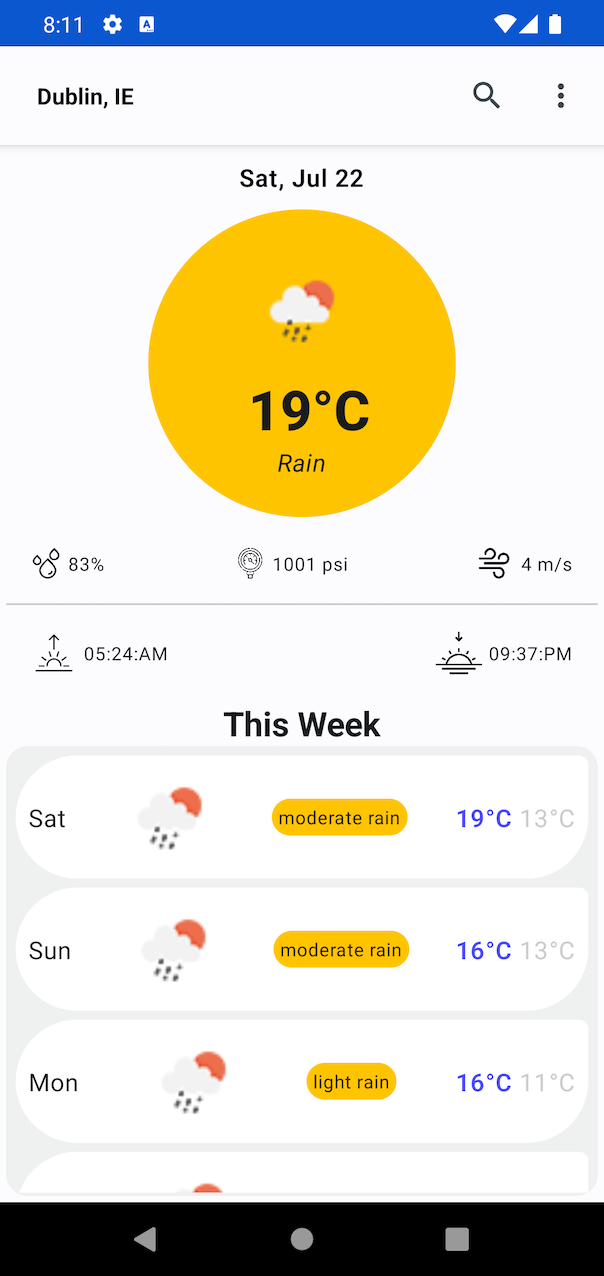 8:11
Dublin, IE
Sat, Jul 22
19°C
Rain
83% 1001 psi 4 m/s
05:24:AM 09:37:PM
This Week
Sat moderate rain 19°C 13°C
Sun moderate rain 16°C 13°C
Mon light rain 16°C 11°C